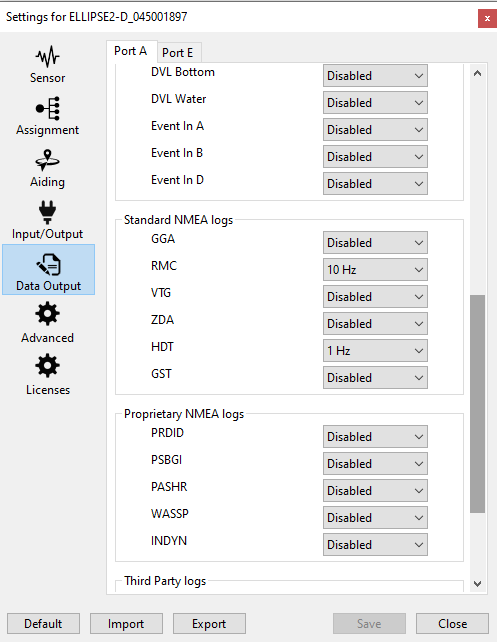 Settings for ELLIPSE2-D_045001897
x
Sensor
Assignment
Aiding
Input/Output
Data Output
Advanced
Licenses
Port A Port E
DVL Bottom Disabled
DVL Water Disabled
Event In A Disabled
Event In B Disabled
Event In D Disabled
Standard NMEA logs
GGA Disabled
RMC 10 Hz
VTG Disabled
ZDA Disabled
HDT 1 Hz
GST Disabled
Proprietary NMEA logs
PRDID Disabled
PSBGI Disabled
PASHR Disabled
WASSP Disabled
INDYN Disabled
Third Party logs
Default Import Export Save Close